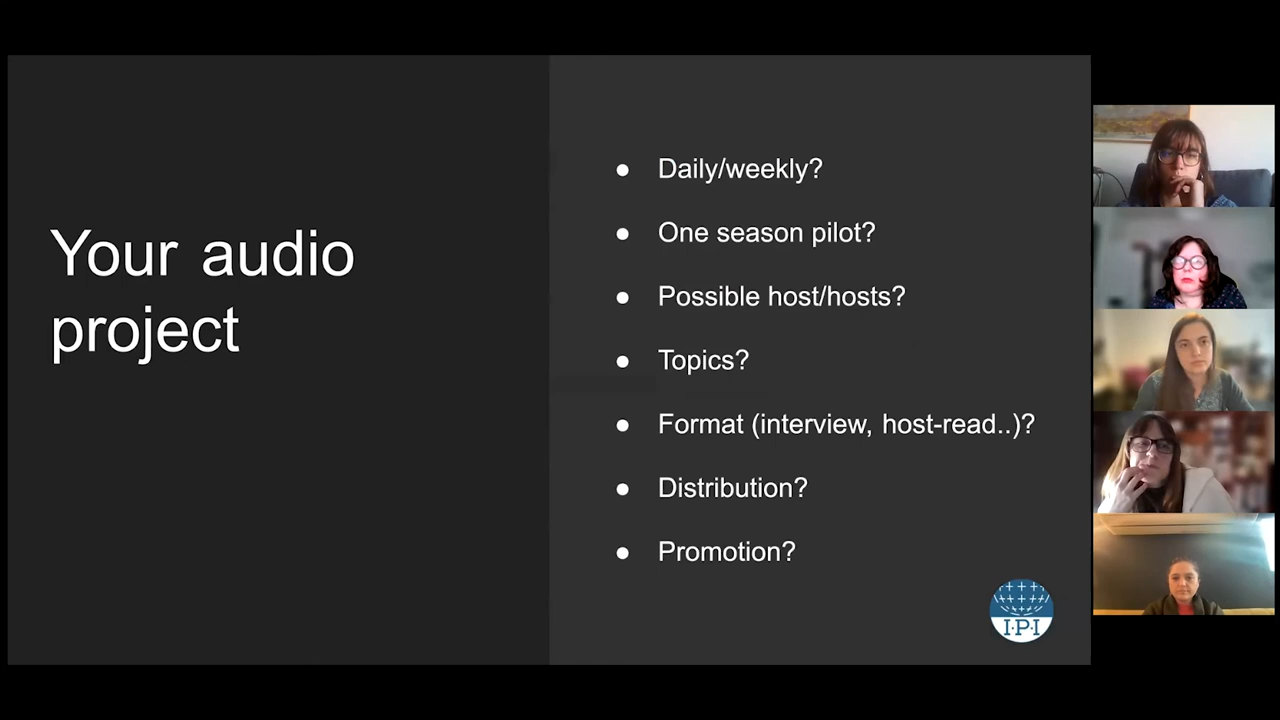 Your audio
project
Daily/weekly?
One season pilot?
Possible host/hosts?
Topics?
Format (interview, host-read..)?
Distribution?
Promotion?
I·P·I